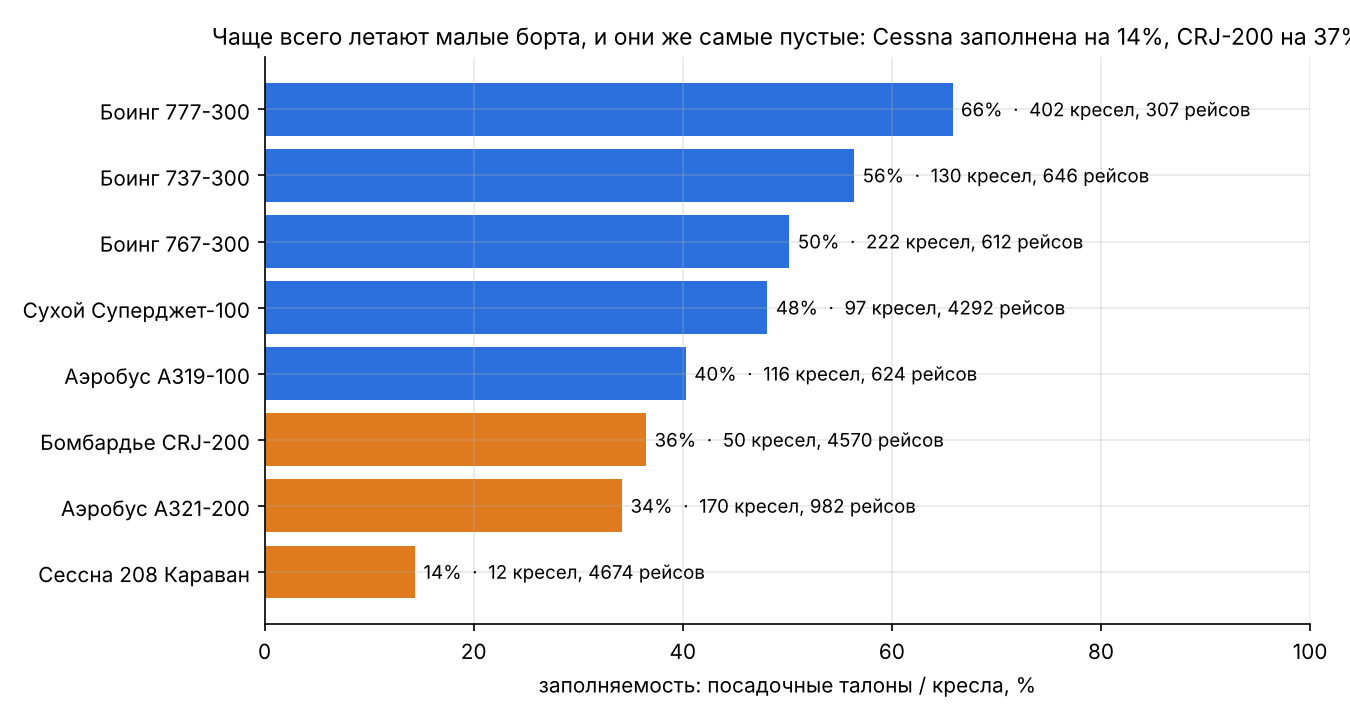 Чаще всего летают малые борта, и они же самые пустые: Cessna заполнена на 14%, CRJ-200 на 37%
Боинг 777-300 66% · 402 кресел, 307 рейсов
Боинг 737-300 56% · 130 кресел, 646 рейсов
Боинг 767-300 50% · 222 кресел, 612 рейсов
Сухой Суперджет-100 48% · 97 кресел, 4292 рейсов
Аэробус A319-100 40% · 116 кресел, 624 рейсов
Бомбардье CRJ-200 36% · 50 кресел, 4570 рейсов
Аэробус A321-200 34% · 170 кресел, 982 рейсов
Сессна 208 Караван 14% · 12 кресел, 4674 рейсов
0 20 40 60 80 100
заполняемость: посадочные талоны / кресла, %